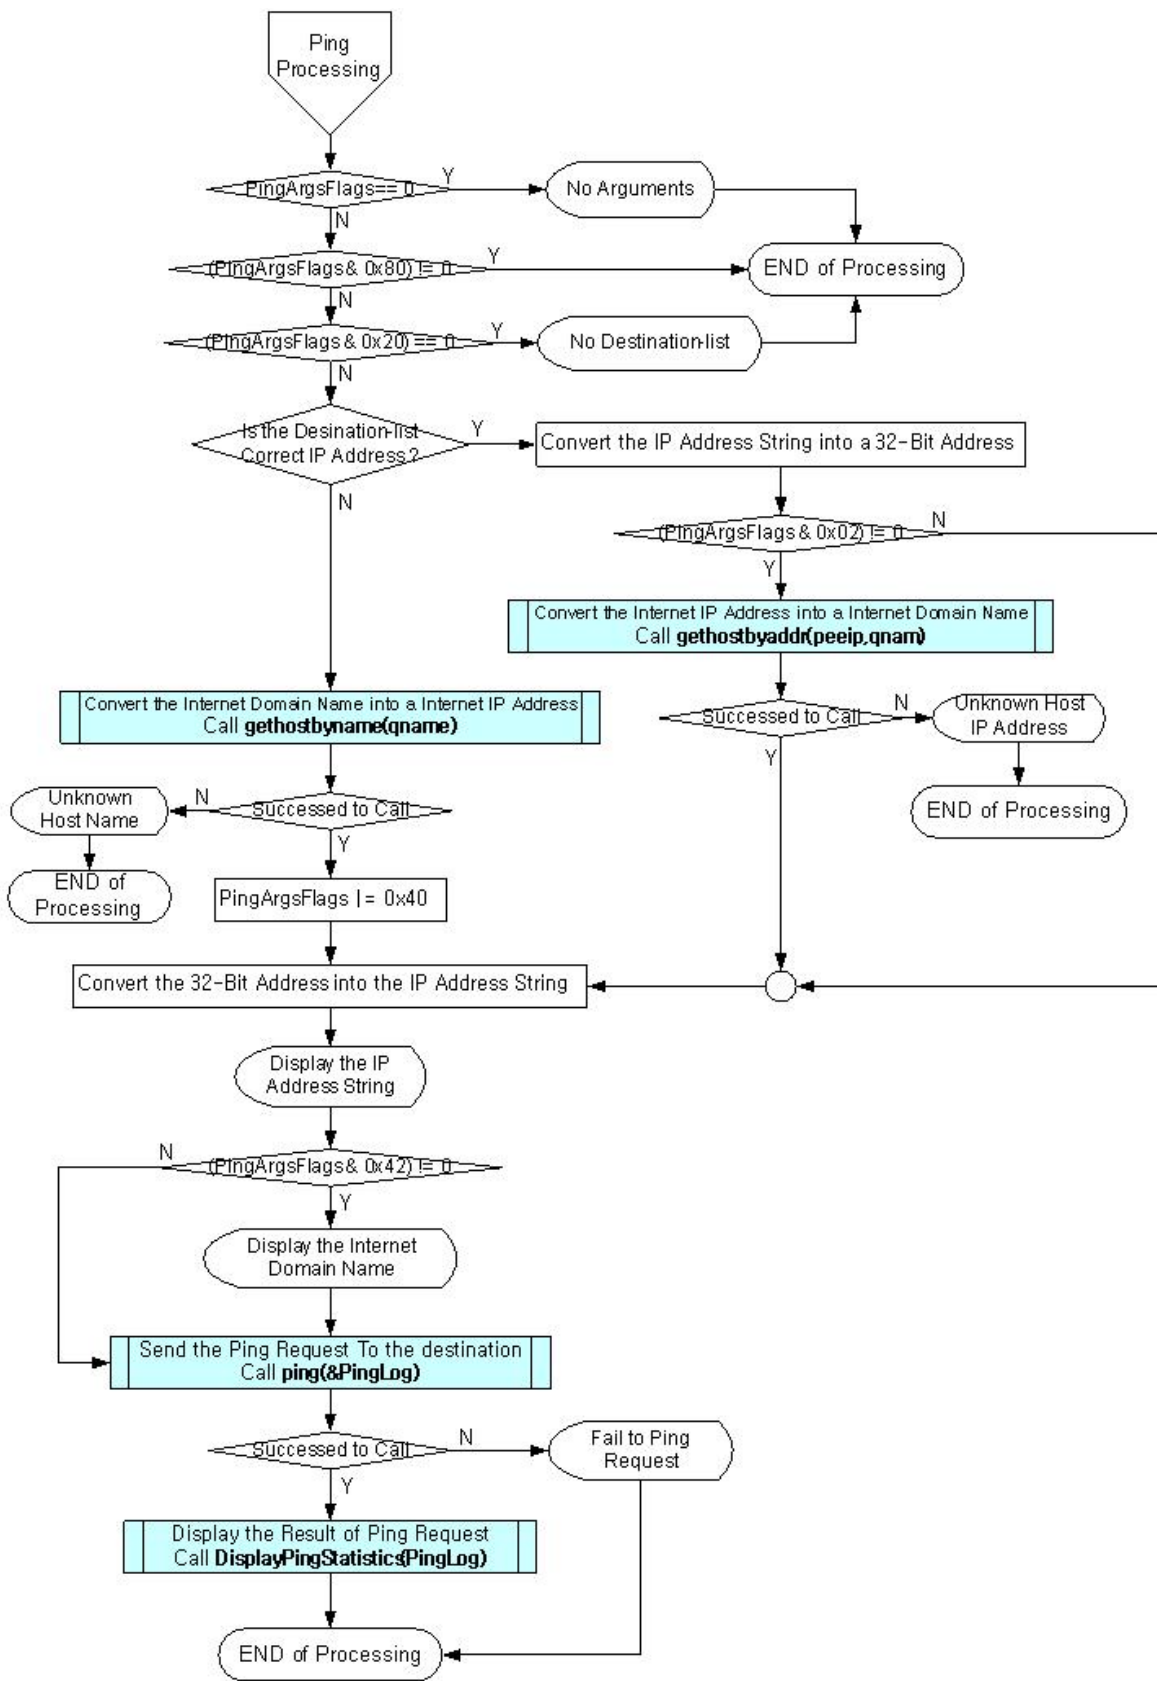 Ping
Processing
PingArgsFlags== 0
Y
No Arguments
N
(PingArgsFlags & 0x80) != 0
Y
END of Processing
N
(PingArgsFlags & 0x20) == 0
Y
No Destination-list
N
Is the Desination-list
Correct IP Address?
Y
Convert the IP Address String into a 32-Bit Address
N
(PingArgsFlags & 0x02) != 0
N
Y
Convert the Internet IP Address into a Internet Domain Name
Call gethostbyaddr(peeip,qnam)
Convert the Internet Domain Name into a Internet IP Address
Call gethostbyname(qname)
Successed to Call
N
Unknown Host
IP Address
Y
END of Processing
Unknown
Host Name
N
Successed to Call
Y
END of
Processing
PingArgsFlags |= 0x40
Convert the 32-Bit Address into the IP Address String
Display the IP
Address String
N
(PingArgsFlags & 0x42) != 0
Y
Display the Internet
Domain Name
Send the Ping Request To the destination
Call ping(&PingLog)
Successed to Call
N
Fail to Ping
Request
Y
Display the Result of Ping Request
Call DisplayPingStatistics(PingLog)
END of Processing